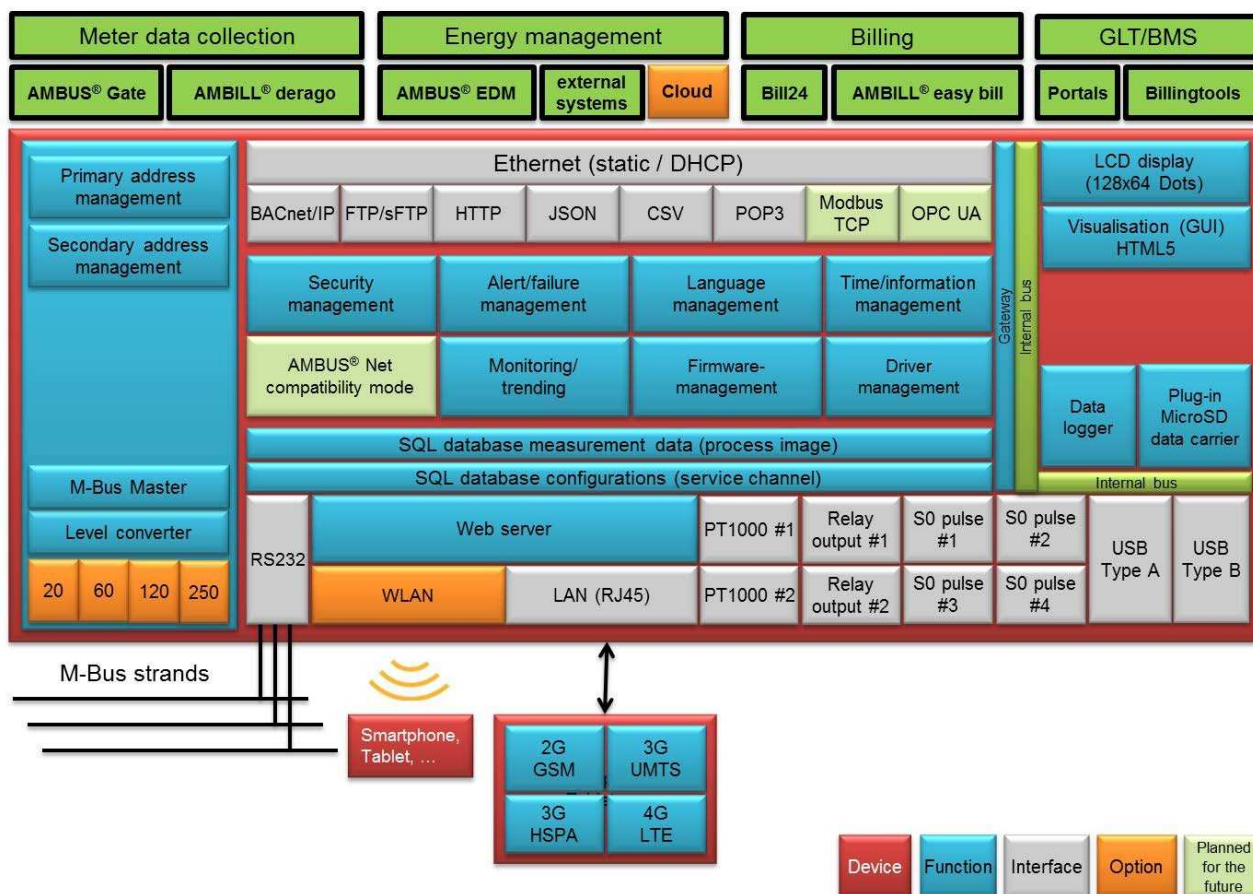 Meter data collection
Energy management
Billing
GLT/BMS
AMBUS® Gate
AMBILL® derago
AMBUS® EDM
external
systems
Cloud
Bill24
AMBILL® easy bill
Portals
Billingtools
Primary address
management
Secondary address
management
M-Bus Master
Level converter
20
60
120
250
Ethernet (static / DHCP)
BACnet/IP
FTP/sFTP
HTTP
JSON
CSV
POP3
Modbus
TCP
OPC UA
Security
management
Alert/failure
management
Language
management
Time/information
management
AMBUS® Net
compatibility mode
Monitoring/
trending
Firmware-
management
Driver
management
SQL database measurement data (process image)
SQL database configurations (service channel)
Gateway
Internal bus
LCD display
(128x64 Dots)
Visualisation (GUI)
HTML5
Data
logger
Plug-in
MicroSD
data carrier
Internal bus
RS232
Web server
WLAN
LAN (RJ45)
PT1000 #1
PT1000 #2
Relay
output #1
Relay
output #2
S0 pulse
#1
S0 pulse
#3
S0 pulse
#2
S0 pulse
#4
USB
Type A
USB
Type B
M-Bus strands
Smartphone,
Tablet, …
2G
GSM
3G
UMTS
3G
HSPA
4G
LTE
Device
Function
Interface
Option
Planned
for the
future